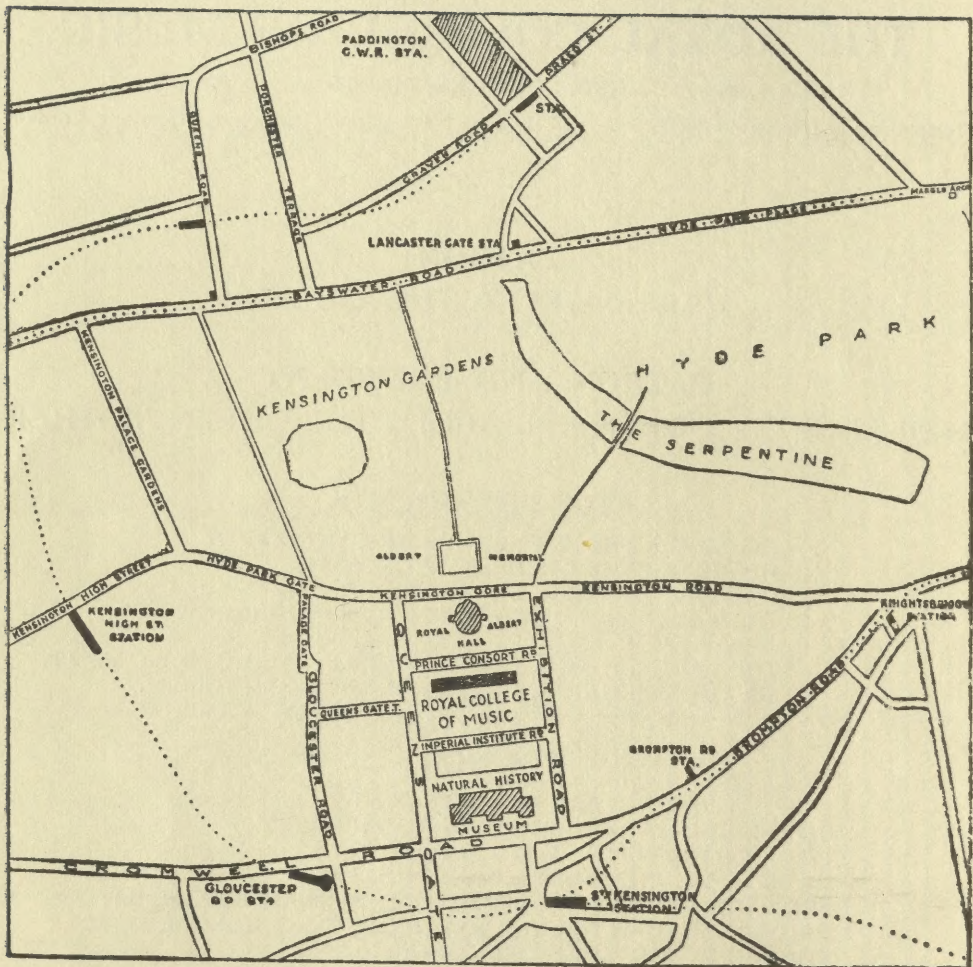 BISHOPS ROAD
PADDINGTON
G.W.R. STA.
PRAED ST.
STA.
QUEENS ROAD
PORCHESTER TERRACE
CRAVEN ROAD
MARBLE ARCH
LANCASTER GATE STA
HYDE PARK PLACE
BAYSWATER ROAD
KENSINGTON PALACE GARDENS
KENSINGTON GARDENS
HYDE PARK
THE SERPENTINE
ALBERT MEMORIAL
KENSINGTON HIGH STREET
HYDE PARK GATE
KENSINGTON GORE
KENSINGTON ROAD
KENSINGTON
HIGH ST.
STATION
KNIGHTSBRIDGE
STATION
PALACE GATE
ROYAL ALBERT
HALL
EXHIBITION ROAD
PRINCE CONSORT RD
GLOUCESTER ROAD
QUEENS GATE T.
QUEENS GATE
ROYAL COLLEGE
OF MUSIC
IMPERIAL INSTITUTE RD
BROMPTON RD
STA.
BROMPTON ROAD
NATURAL HISTORY
MUSEUM
CROMWELL ROAD
GLOUCESTER
RD STA
STH KENSINGTON
STATION